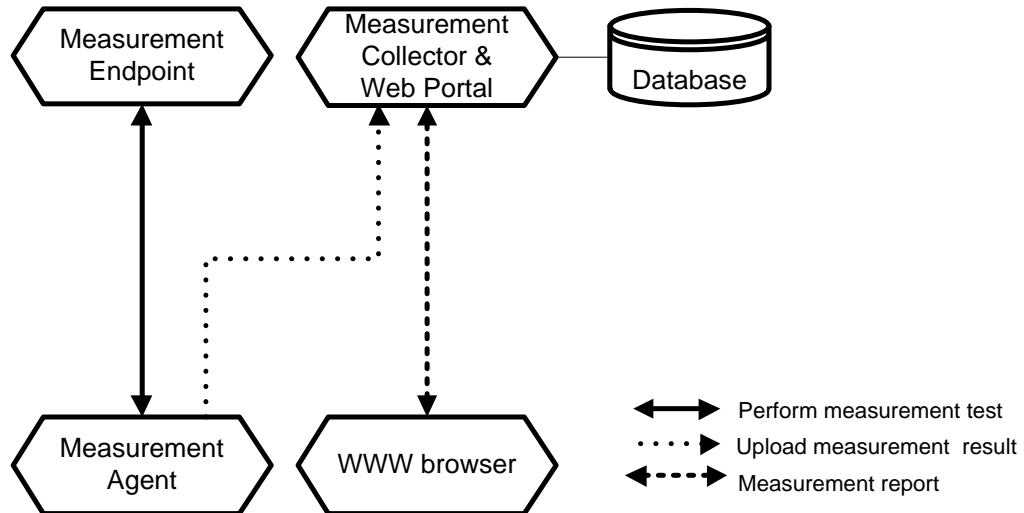 Measurement
Endpoint
Measurement
Collector &
Web Portal
Database
Measurement
Agent
WWW browser
Perform measurement test
Upload measurement result
Measurement report